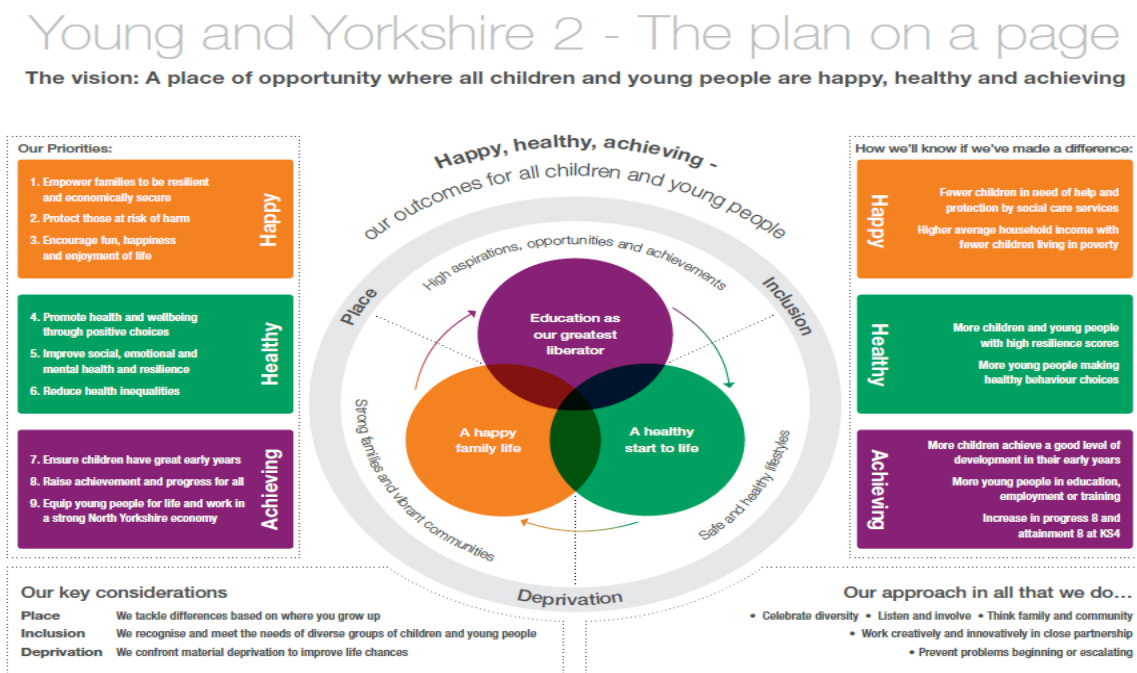 Young and Yorkshire 2 - The plan on a page
The vision: A place of opportunity where all children and young people are happy, healthy and achieving
Our Priorities:
1. Empower families to be resilient
and economically secure
2. Protect those at risk of harm
3. Encourage fun, happiness
and enjoyment of life
Happy
4. Promote health and wellbeing
through positive choices
5. Improve social, emotional and
mental health and resilience
6. Reduce health inequalities
Healthy
7. Ensure children have great early years
8. Raise achievement and progress for all
9. Equip young people for life and work in
a strong North Yorkshire economy
Achieving
Happy, healthy, achieving -
our outcomes for all children and young people
Place
Inclusion
Deprivation
High aspirations, opportunities and achievements
Education as
our greatest
liberator
A happy
family life
A healthy
start to life
Strong families and vibrant communities
Safe and healthy lifestyles
How we'll know if we've made a difference:
Happy
Fewer children in need of help and
protection by social care services
Higher average household income with
fewer children living in poverty
Healthy
More children and young people
with high resilience scores
More young people making
healthy behaviour choices
Achieving
More children achieve a good level of
development in their early years
More young people in education,
employment or training
Increase in progress 8 and
attainment 8 at KS4
Our key considerations
Place We tackle differences based on where you grow up
Inclusion We recognise and meet the needs of diverse groups of children and young people
Deprivation We confront material deprivation to improve life chances
Our approach in all that we do...
• Celebrate diversity • Listen and involve • Think family and community
• Work creatively and innovatively in close partnership
• Prevent problems beginning or escalating